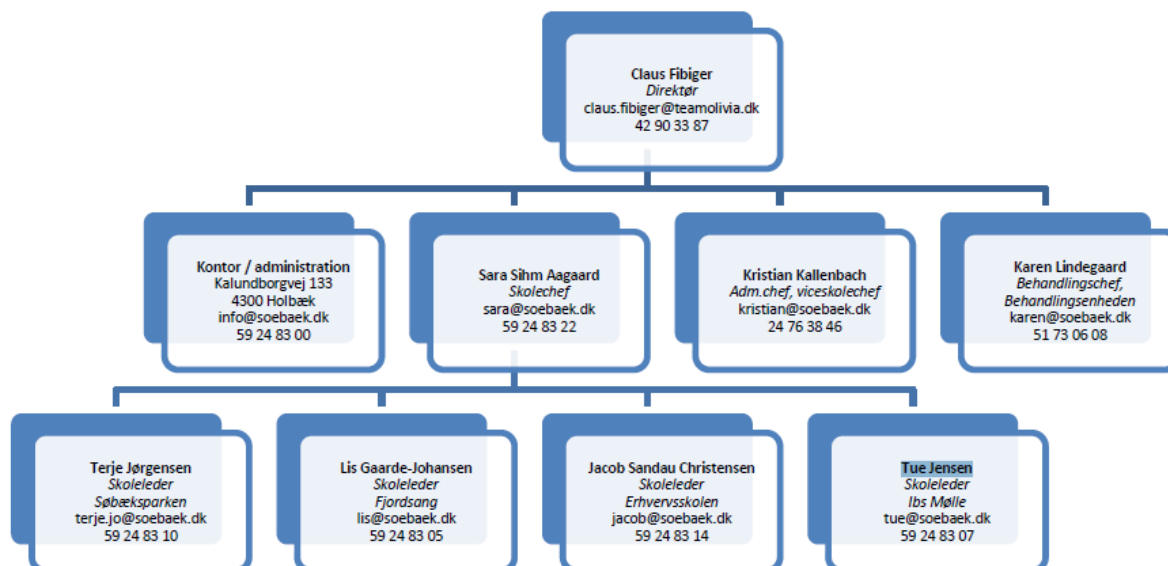 Claus Fibiger
Direktør
claus.fibiger@teamolivia.dk
42 90 33 87
Kontor / administration
Kalundborgvej 133
4300 Holbæk
info@soebaek.dk
59 24 83 00
Sara Sihm Aagaard
Skolechef
sara@soebaek.dk
59 24 83 22
Kristian Kallenbach
Adm.chef, viceskolechef
kristian@soebaek.dk
24 76 38 46
Karen Lindegaard
Behandlingschef,
Behandlingsenheden
karen@soebaek.dk
51 73 06 08
Terje Jørgensen
Skoleleder
Søbæksparken
terje.jo@soebaek.dk
59 24 83 10
Lis Gaarde-Johansen
Skoleleder
Fjordsang
lis@soebaek.dk
59 24 83 05
Jacob Sandau Christensen
Skoleleder
Erhvervsskolen
jacob@soebaek.dk
59 24 83 14
Tue Jensen
Skoleleder
Ibs Mølle
tue@soebaek.dk
59 24 83 07